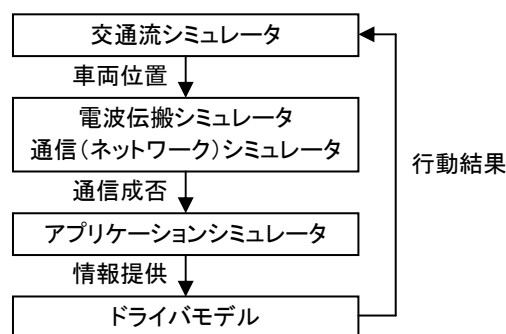 交通流シミュレータ
車両位置
電波伝搬シミュレータ
通信(ネットワーク)シミュレータ
行動結果
通信成否
アプリケーションシミュレータ
情報提供
ドライバモデル